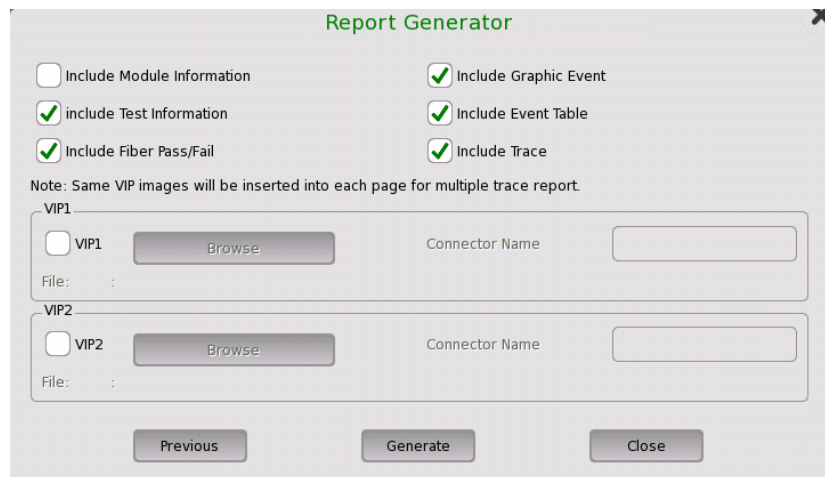 Report Generator
Include Module Information
Include Graphic Event
include Test Information
Include Event Table
Include Fiber Pass/Fail
Include Trace
Note: Same VIP images will be inserted into each page for multiple trace report.
VIP1
VIP1
Browse
Connector Name
File: :
VIP2
VIP2
Browse
Connector Name
File: :
Previous
Generate
Close